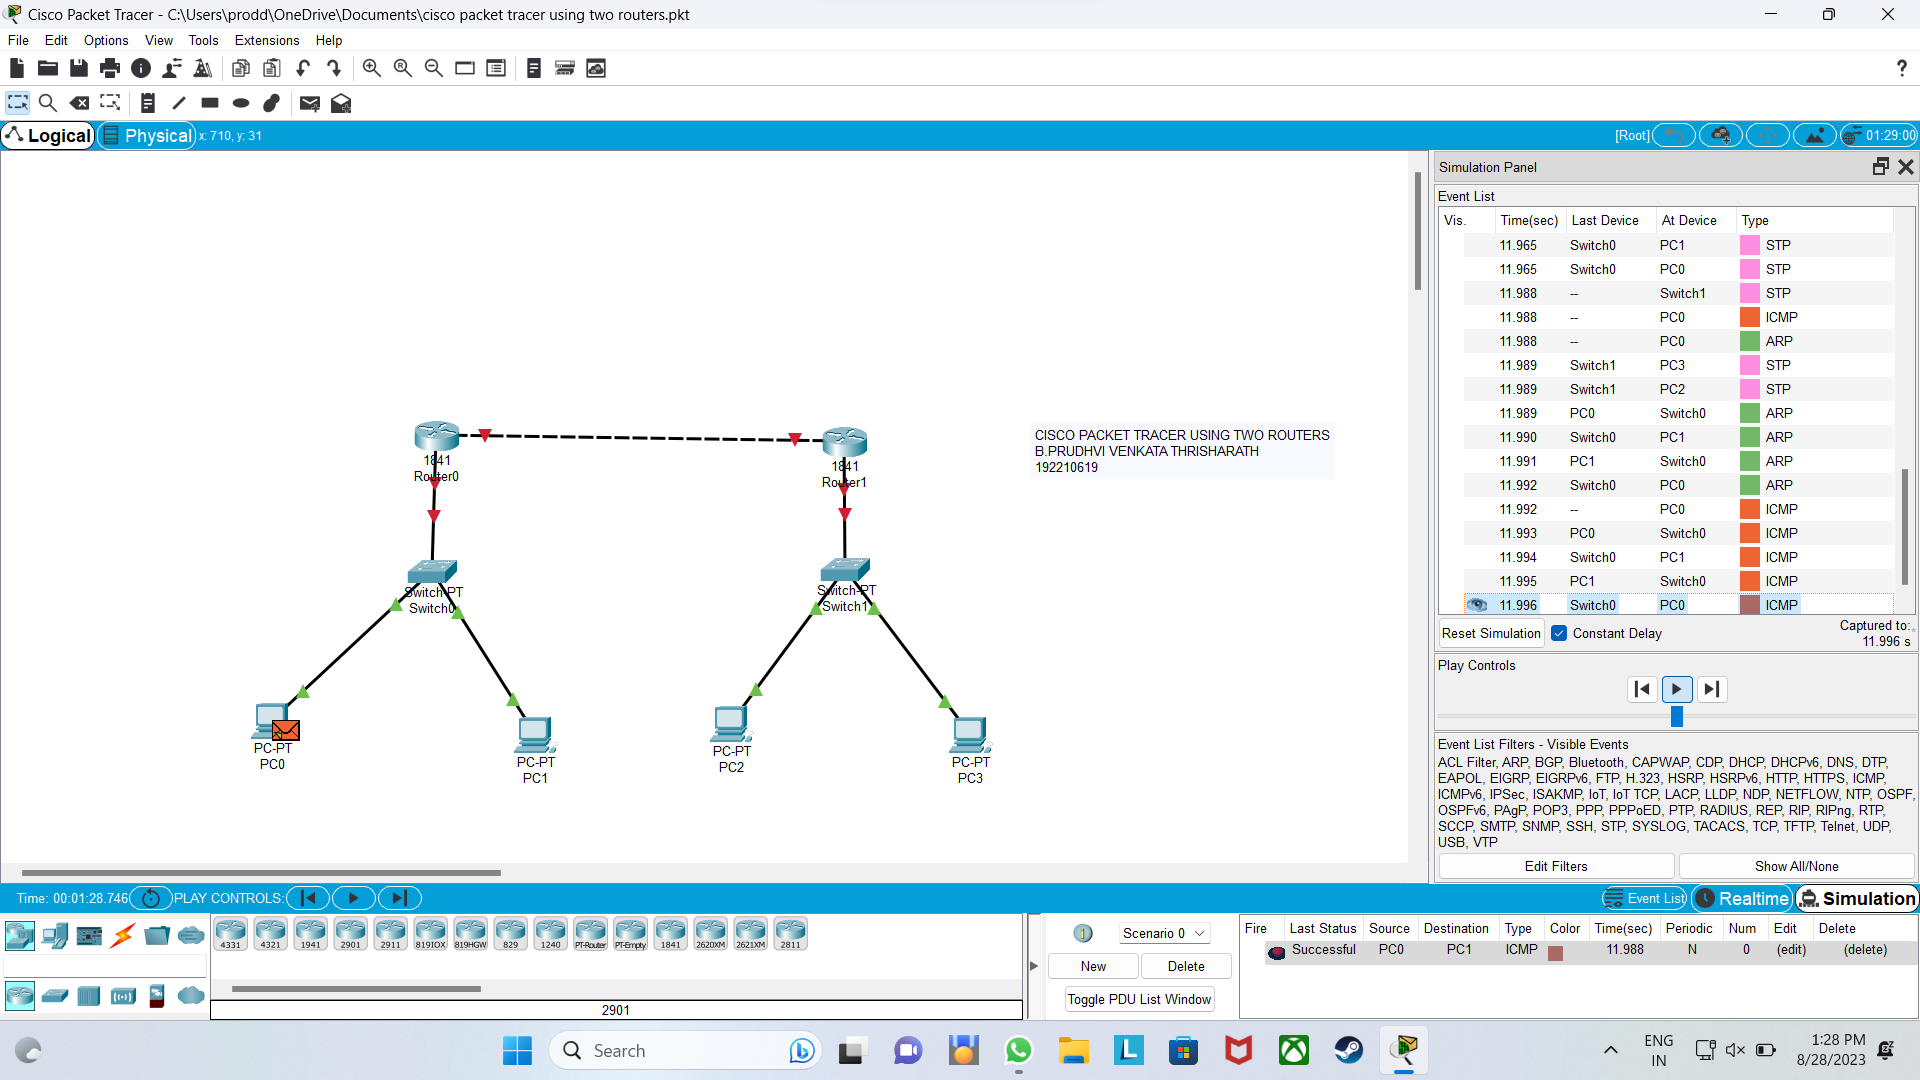 Cisco Packet Tracer - C:\Users\prodd\OneDrive\Documents\cisco packet tracer using two routers.pkt
File Edit Options View Tools Extensions Help
?
Logical Physical x: 710, y: 31 [Root] 01:29:00
Simulation Panel
Event List
Vis. Time(sec) Last Device At Device Type
11.965 Switch0 PC1 STP
11.965 Switch0 PC0 STP
11.988 -- Switch1 STP
11.988 -- PC0 ICMP
11.988 -- PC0 ARP
11.989 Switch1 PC3 STP
11.989 Switch1 PC2 STP
11.989 PC0 Switch0 ARP
11.990 Switch0 PC1 ARP
11.991 PC1 Switch0 ARP
11.992 Switch0 PC0 ARP
11.992 -- PC0 ICMP
11.993 PC0 Switch0 ICMP
11.994 Switch0 PC1 ICMP
11.995 PC1 Switch0 ICMP
11.996 Switch0 PC0 ICMP
Reset Simulation Constant Delay Captured to:
11.996 s
Play Controls
Event List Filters - Visible Events
ACL Filter, ARP, BGP, Bluetooth, CAPWAP, CDP, DHCP, DHCPv6, DNS, DTP,
EAPOL, EIGRP, EIGRPv6, FTP, H.323, HSRP, HSRPv6, HTTP, HTTPS, ICMP,
ICMPv6, IPSec, ISAKMP, IoT, IoT TCP, LACP, LLDP, NDP, NETFLOW, NTP, OSPF,
OSPFv6, PAgP, POP3, PPP, PPPoED, PTP, RADIUS, REP, RIP, RIPng, RTP,
SCCP, SMTP, SNMP, SSH, STP, SYSLOG, TACACS, TCP, TFTP, Telnet, UDP,
USB, VTP
Edit Filters Show All/None
1841
Router0
1841
Router1
CISCO PACKET TRACER USING TWO ROUTERS
B.PRUDHVI VENKATA THRISHARATH
192210619
Switch-PT
Switch0
Switch-PT
Switch1
PC-PT
PC0
PC-PT
PC1
PC-PT
PC2
PC-PT
PC3
Time: 00:01:28.746 PLAY CONTROLS: Event List Realtime Simulation
4331 4321 1941 2901 2911 819IOX 819HGW 829 1240 PT-Router PT-Empty 1841 2620XM 2621XM 2811
2901
1 Scenario 0
New Delete
Toggle PDU List Window
Fire Last Status Source Destination Type Color Time(sec) Periodic Num Edit Delete
Successful PC0 PC1 ICMP 11.988 N 0 (edit) (delete)
Search
ENG
IN
1:28 PM
8/28/2023